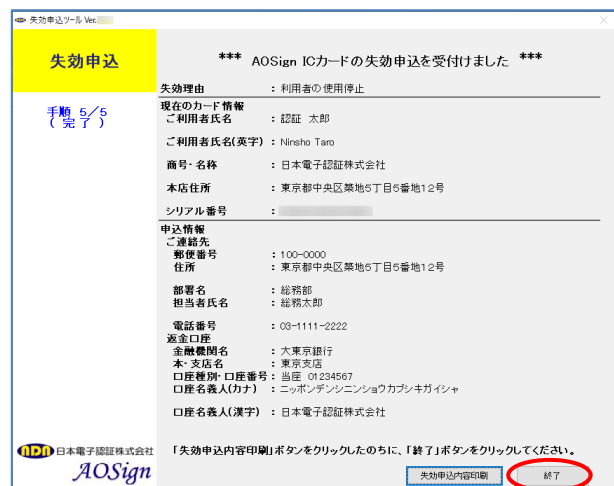 失効申込ツール Ver.
失効申込
手順 5/5
(完了)
*** AOSign ICカードの失効申込を受付けました ***
失効理由 : 利用者の使用停止
現在のカード情報
ご利用者氏名 : 認証 太郎
ご利用者氏名(英字) : Ninsho Taro
商号・名称 : 日本電子認証株式会社
本店住所 : 東京都中央区築地5丁目5番地12号
シリアル番号 :
申込情報
ご連絡先
郵便番号 : 100-0000
住所 : 東京都中央区築地5丁目6番地12号
部署名 : 総務部
担当者氏名 : 総務太郎
電話番号 : 03-1111-2222
返金口座
金融機関名 : 大東京銀行
本・支店名 : 東京支店
口座種別・口座番号 : 当座 01234567
口座名義人(カナ) : ニッポンデンシニンショウカブシキガイシャ
口座名義人(漢字) : 日本電子認証株式会社
「失効申込内容印刷」ボタンをクリックしたのちに、「終了」ボタンをクリックしてください。
失効申込内容印刷 終了
NDN 日本電子認証株式会社
AOSign